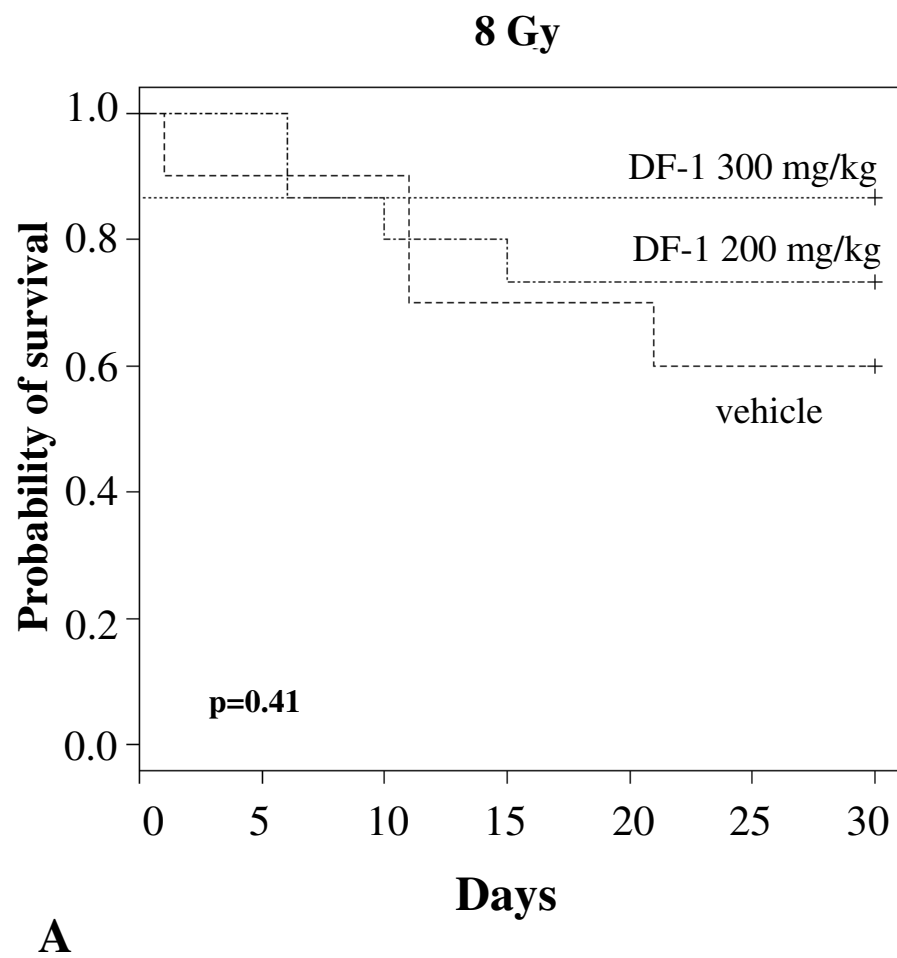 8 Gy
1.0
DF-1 300 mg/kg
0.8
DF-1 200 mg/kg
0.6
vehicle
0.4
0.2
p=0.41
0.0
Probability of survival
0 5 10 15 20 25 30
Days
A